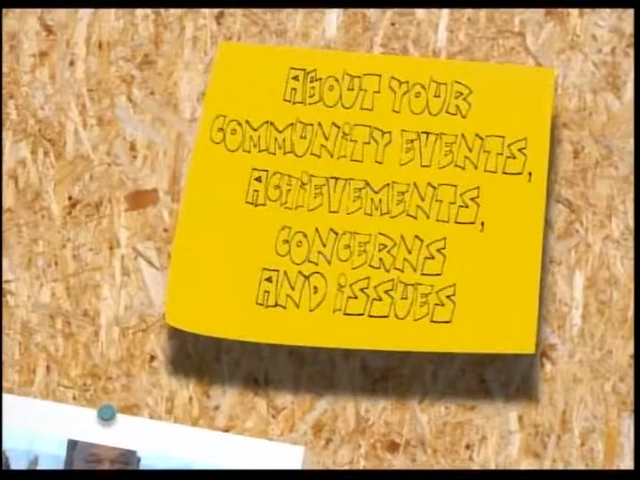 ABOUT YOUR
COMMUNITY EVENTS,
ACHIEVEMENTS,
CONCERNS
AND ISSUES